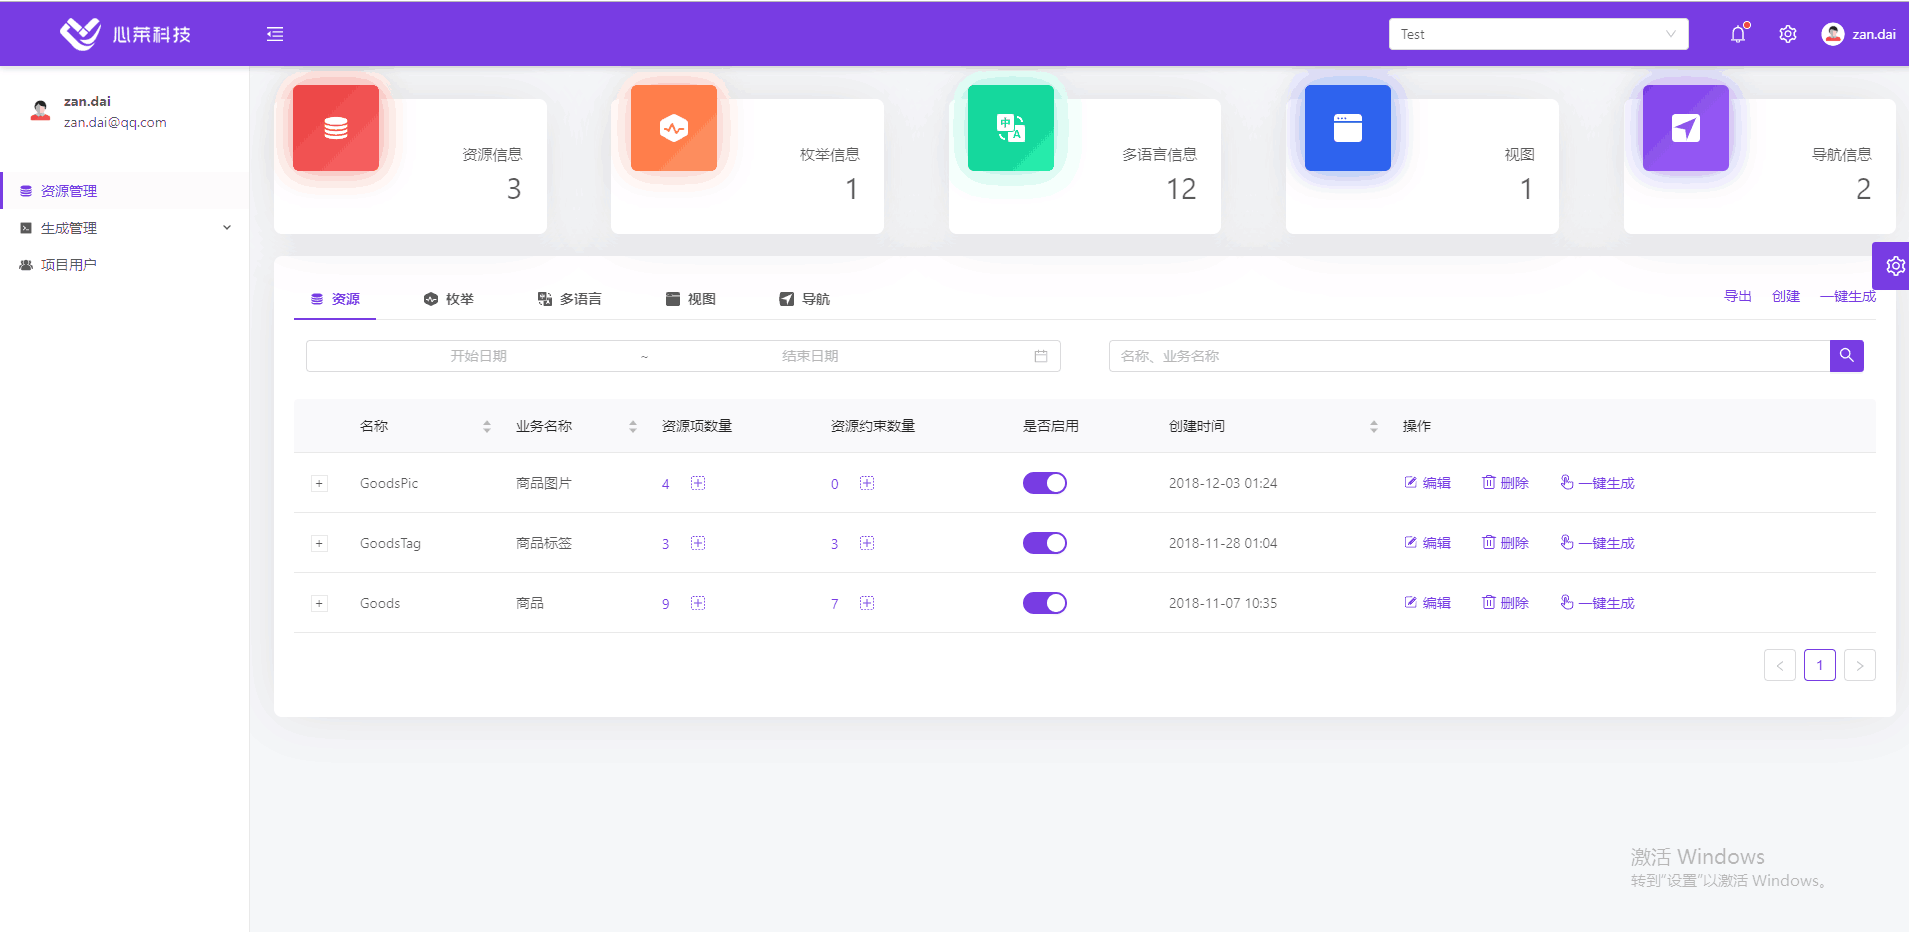 心莱科技
Test
zan.dai
zan.dai
zan.dai@qq.com
资源管理
生成管理
项目用户
资源信息
3
枚举信息
1
多语言信息
12
视图
1
导航信息
2
资源 枚举 多语言 视图 导航
导出 创建 一键生成
开始日期 ~ 结束日期
名称、业务名称
名称 业务名称 资源项数量 资源约束数量 是否启用 创建时间 操作
GoodsPic 商品图片 4 0 2018-12-03 01:24 编辑 删除 一键生成
GoodsTag 商品标签 3 3 2018-11-28 01:04 编辑 删除 一键生成
Goods 商品 9 7 2018-11-07 10:35 编辑 删除 一键生成
< 1 >
激活 Windows
转到“设置”以激活 Windows。